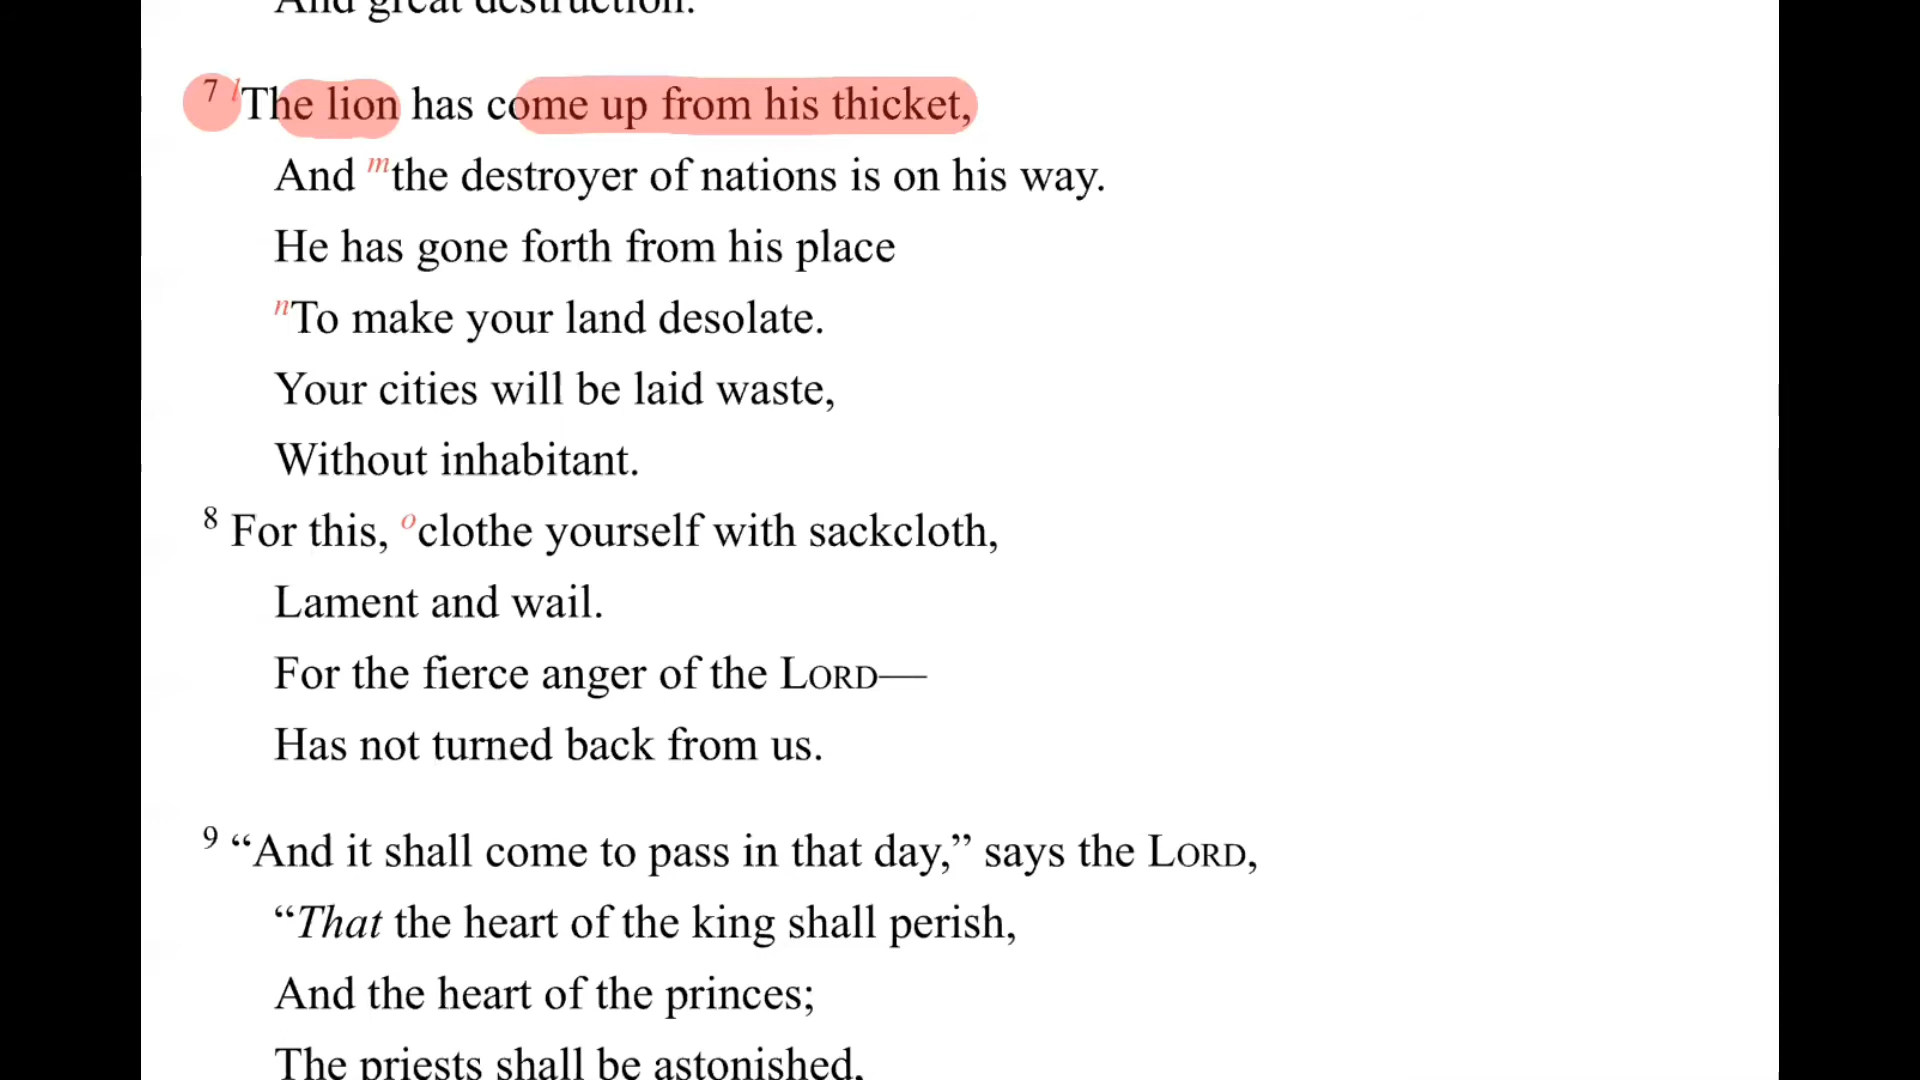 And great destruction.”
7 lThe lion has come up from his thicket,
And mthe destroyer of nations is on his way.
He has gone forth from his place
nTo make your land desolate.
Your cities will be laid waste,
Without inhabitant.
8 For this, oclothe yourself with sackcloth,
Lament and wail.
For the fierce anger of the LORD—
Has not turned back from us.
9 “And it shall come to pass in that day,” says the LORD,
“That the heart of the king shall perish,
And the heart of the princes;
The priests shall be astonished,